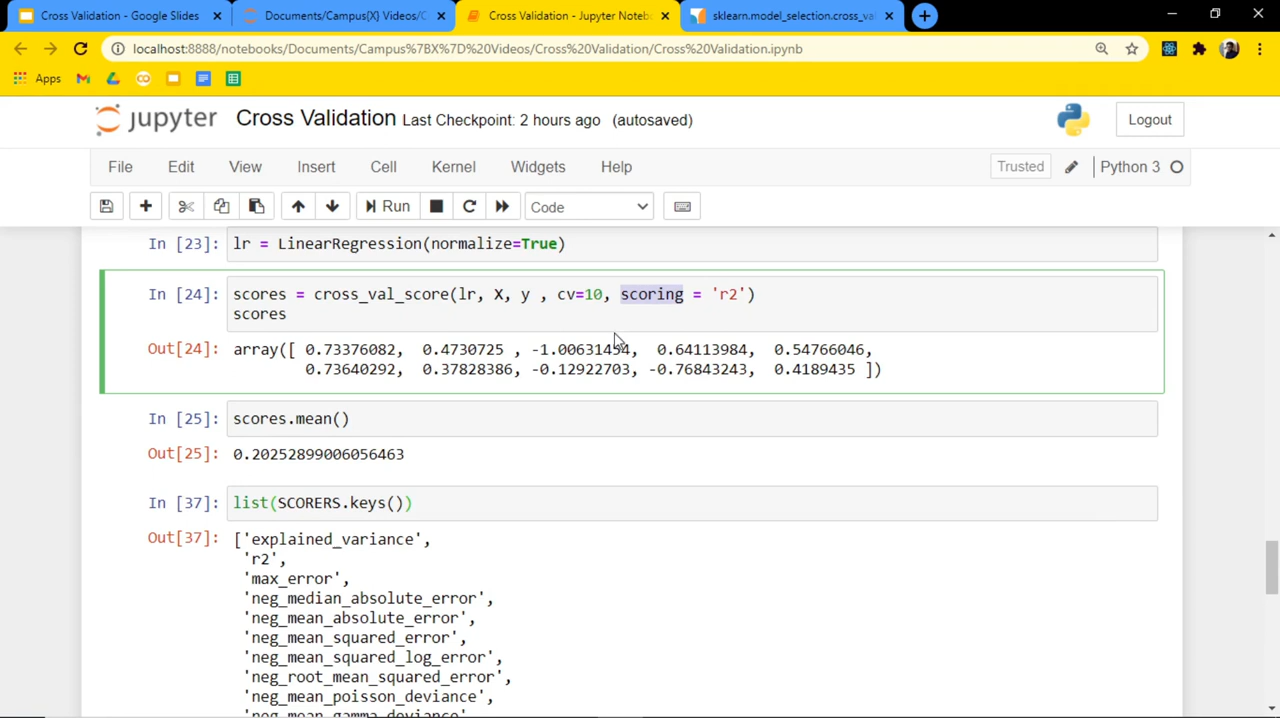 Cross Validation - Google Slides
Documents/Campus{X} Videos/C
Cross Validation - Jupyter Noteb
sklearn.model_selection.cross_va
localhost:8888/notebooks/Documents/Campus%7BX%7D%20Videos/Cross%20Validation/Cross%20Validation.ipynb
Apps
jupyter Cross Validation Last Checkpoint: 2 hours ago (autosaved)
Logout
File Edit View Insert Cell Kernel Widgets Help
Trusted Python 3
Run Code
In [23]: lr = LinearRegression(normalize=True)
In [24]: scores = cross_val_score(lr, X, y , cv=10, scoring = 'r2')
scores
Out[24]: array([ 0.73376082, 0.4730725 , -1.00631454, 0.64113984, 0.54766046,
0.73640292, 0.37828386, -0.12922703, -0.76843243, 0.4189435 ])
In [25]: scores.mean()
Out[25]: 0.20252899006056463
In [37]: list(SCORERS.keys())
Out[37]: ['explained_variance',
'r2',
'max_error',
'neg_median_absolute_error',
'neg_mean_absolute_error',
'neg_mean_squared_error',
'neg_mean_squared_log_error',
'neg_root_mean_squared_error',
'neg_mean_poisson_deviance',
'neg_mean_gamma_deviance',